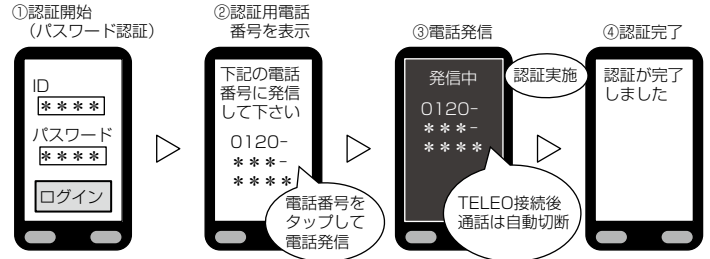 ①認証開始
（パスワード認証）
ID
＊＊＊＊
パスワード
＊＊＊＊
ログイン
②認証用電話
番号を表示
下記の電話
番号に発信
して下さい
0120-
＊＊＊-
＊＊＊＊
電話番号を
タップして
電話発信
③電話発信
発信中
0120-
＊＊＊-
＊＊＊＊
認証実施
TELEO接続後
通話は自動切断
④認証完了
認証が完了
しました